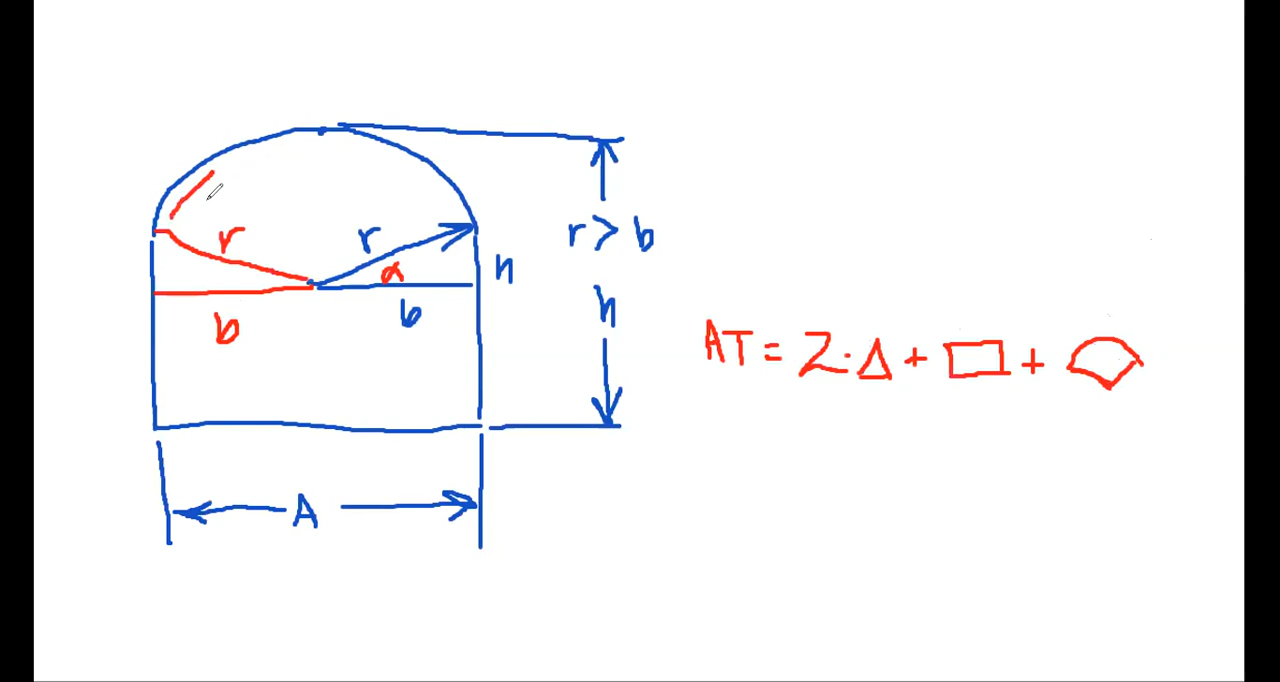 r > b
r r
α h
b b
h
AT = 2·△ + ▭ +
A